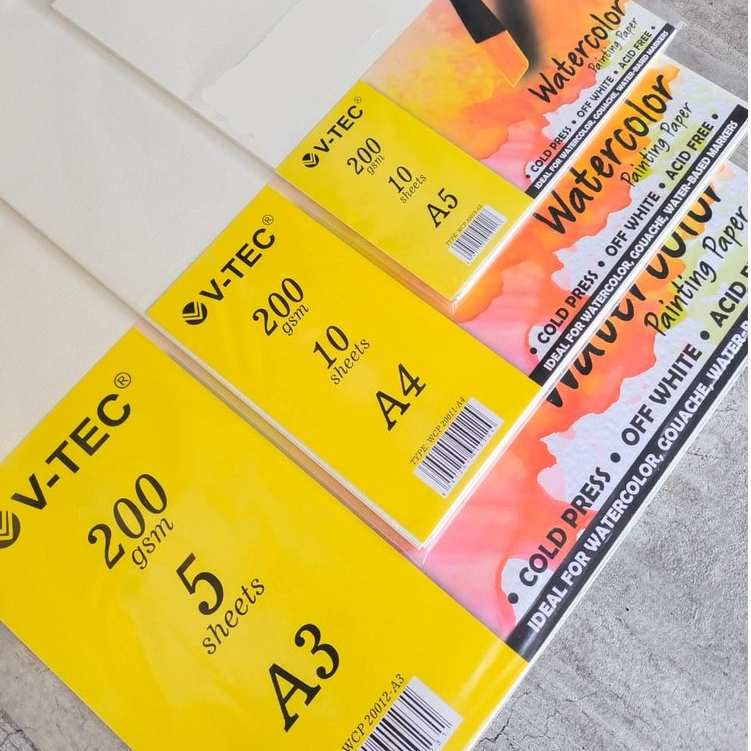 V-TEC®
200
gsm
10
sheets
A5
Watercolor
Painting Paper
• COLD PRESS • OFF WHITE • ACID FREE •
IDEAL FOR WATERCOLOR, GOUACHE, WATER-BASED MARKERS
V-TEC®
200
gsm
10
sheets
A4
TYPE: WCP 20011-A4
Watercolor
Painting Paper
• COLD PRESS • OFF WHITE • ACID FREE •
IDEAL FOR WATERCOLOR, GOUACHE, WATER-BASED MARKERS
V-TEC®
200
gsm
5
sheets
A3
WCP 20012-A3
Watercolor
Painting Paper
• COLD PRESS • OFF WHITE • ACID
IDEAL FOR WATERCOLOR, GOUACHE, WATER-